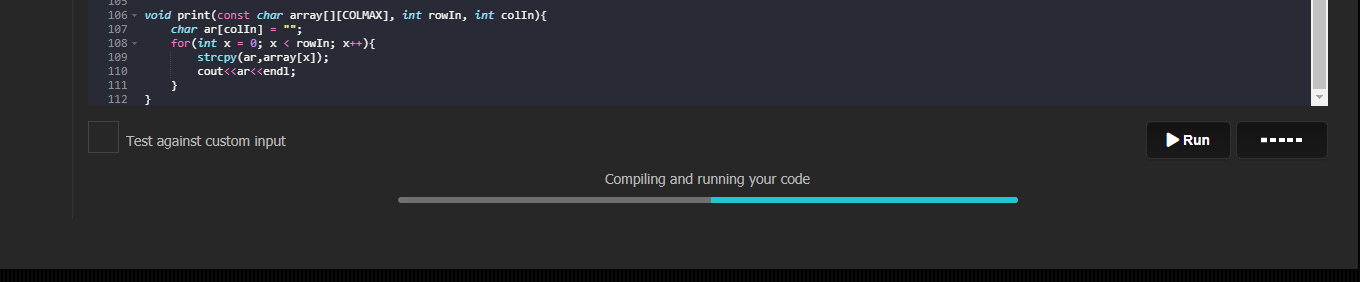 105
106 void print(const char array[][COLMAX], int rowIn, int colIn){
107 char ar[colIn] = "";
108 for(int x = 0; x < rowIn; x++){
109 strcpy(ar,array[x]);
110 cout<<ar<<endl;
111 }
112 }
Test against custom input
Run
Compiling and running your code